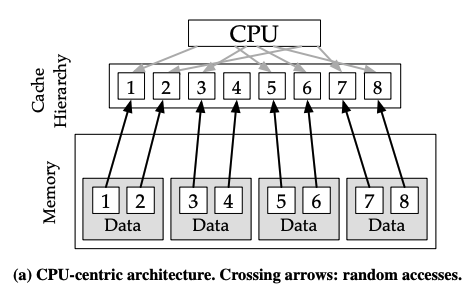 CPU
Cache
Hierarchy
1 2 3 4 5 6 7 8
Memory
1 2 3 4 5 6 7 8
Data Data Data Data
(a) CPU-centric architecture. Crossing arrows: random accesses.